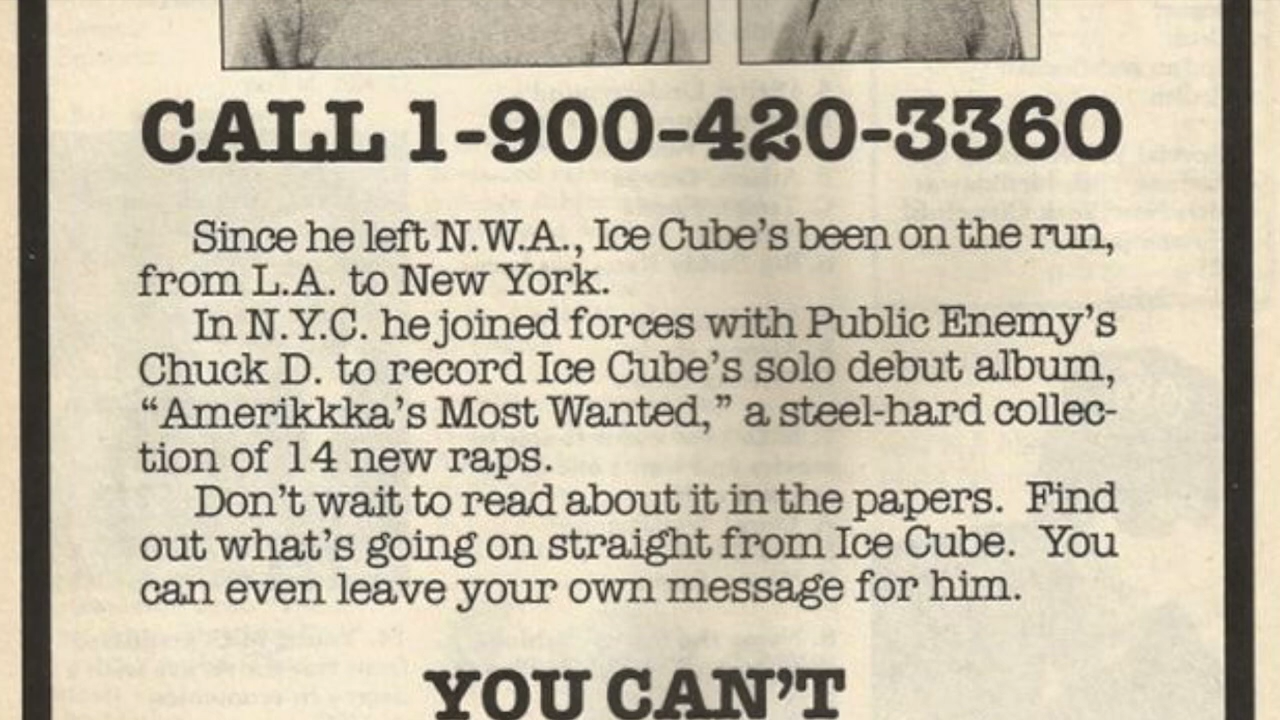 CALL 1-900-420-3360
Since he left N.W.A., Ice Cube's been on the run,
from L.A. to New York.
In N.Y.C. he joined forces with Public Enemy's
Chuck D. to record Ice Cube's solo debut album,
“Amerikkka's Most Wanted,” a steel-hard collec-
tion of 14 new raps.
Don't wait to read about it in the papers. Find
out what's going on straight from Ice Cube. You
can even leave your own message for him.
YOU CAN'T